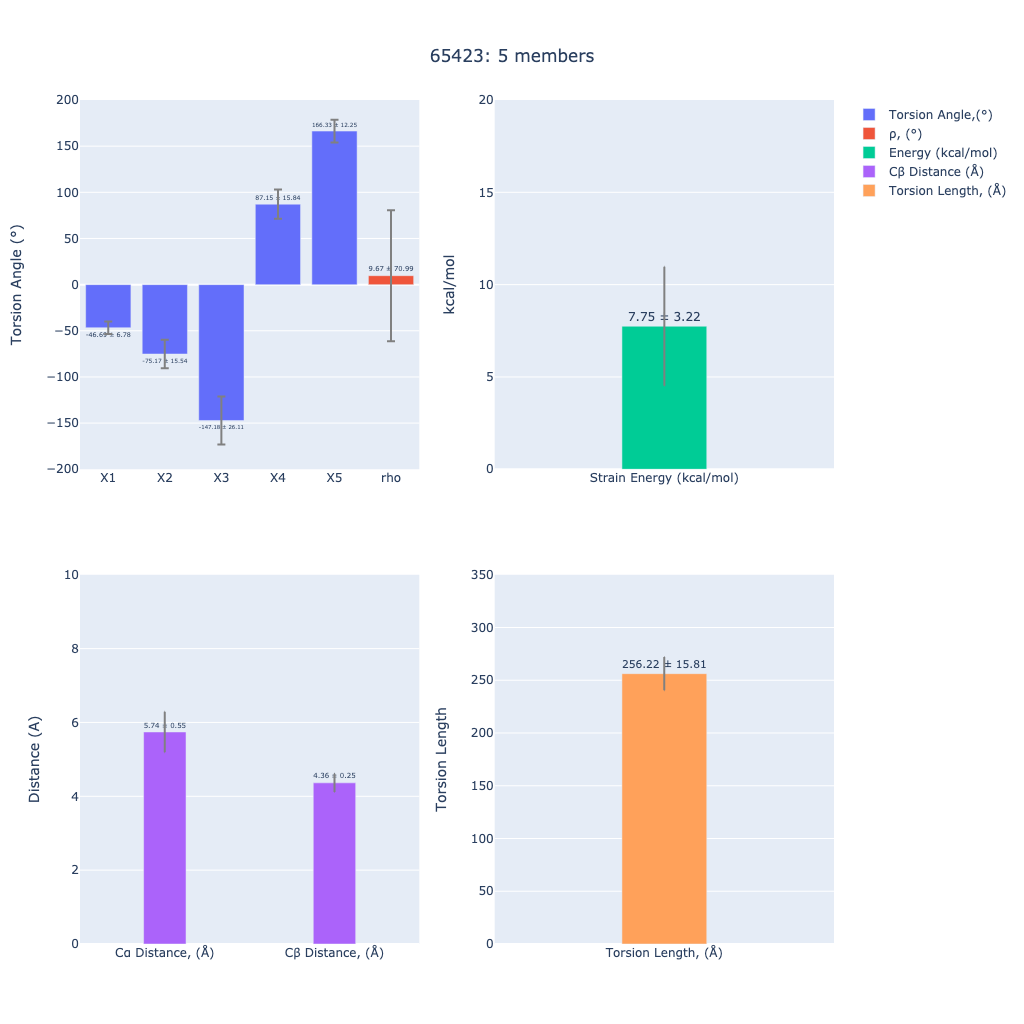 65423: 5 members
200
150
100
50
0
−50
−100
−150
−200
Torsion Angle (°)
166.33 ± 12.25
87.15 ± 15.84
9.67 ± 70.99
-75.17 ± 15.54
-147.18 ± 26.11
X1 X2 X3 X4 X5 rho
20
15
10
5
0
kcal/mol
7.75 ± 3.22
Strain Energy (kcal/mol)
Torsion Angle,(°)
ρ, (°)
Energy (kcal/mol)
Cβ Distance (Å)
Torsion Length, (Å)
10
8
6
4
2
0
Distance (A)
5.74 ± 0.55
4.36 ± 0.25
Cα Distance, (Å) Cβ Distance, (Å)
350
300
250
200
150
100
50
0
Torsion Length
256.22 ± 15.81
Torsion Length, (Å)